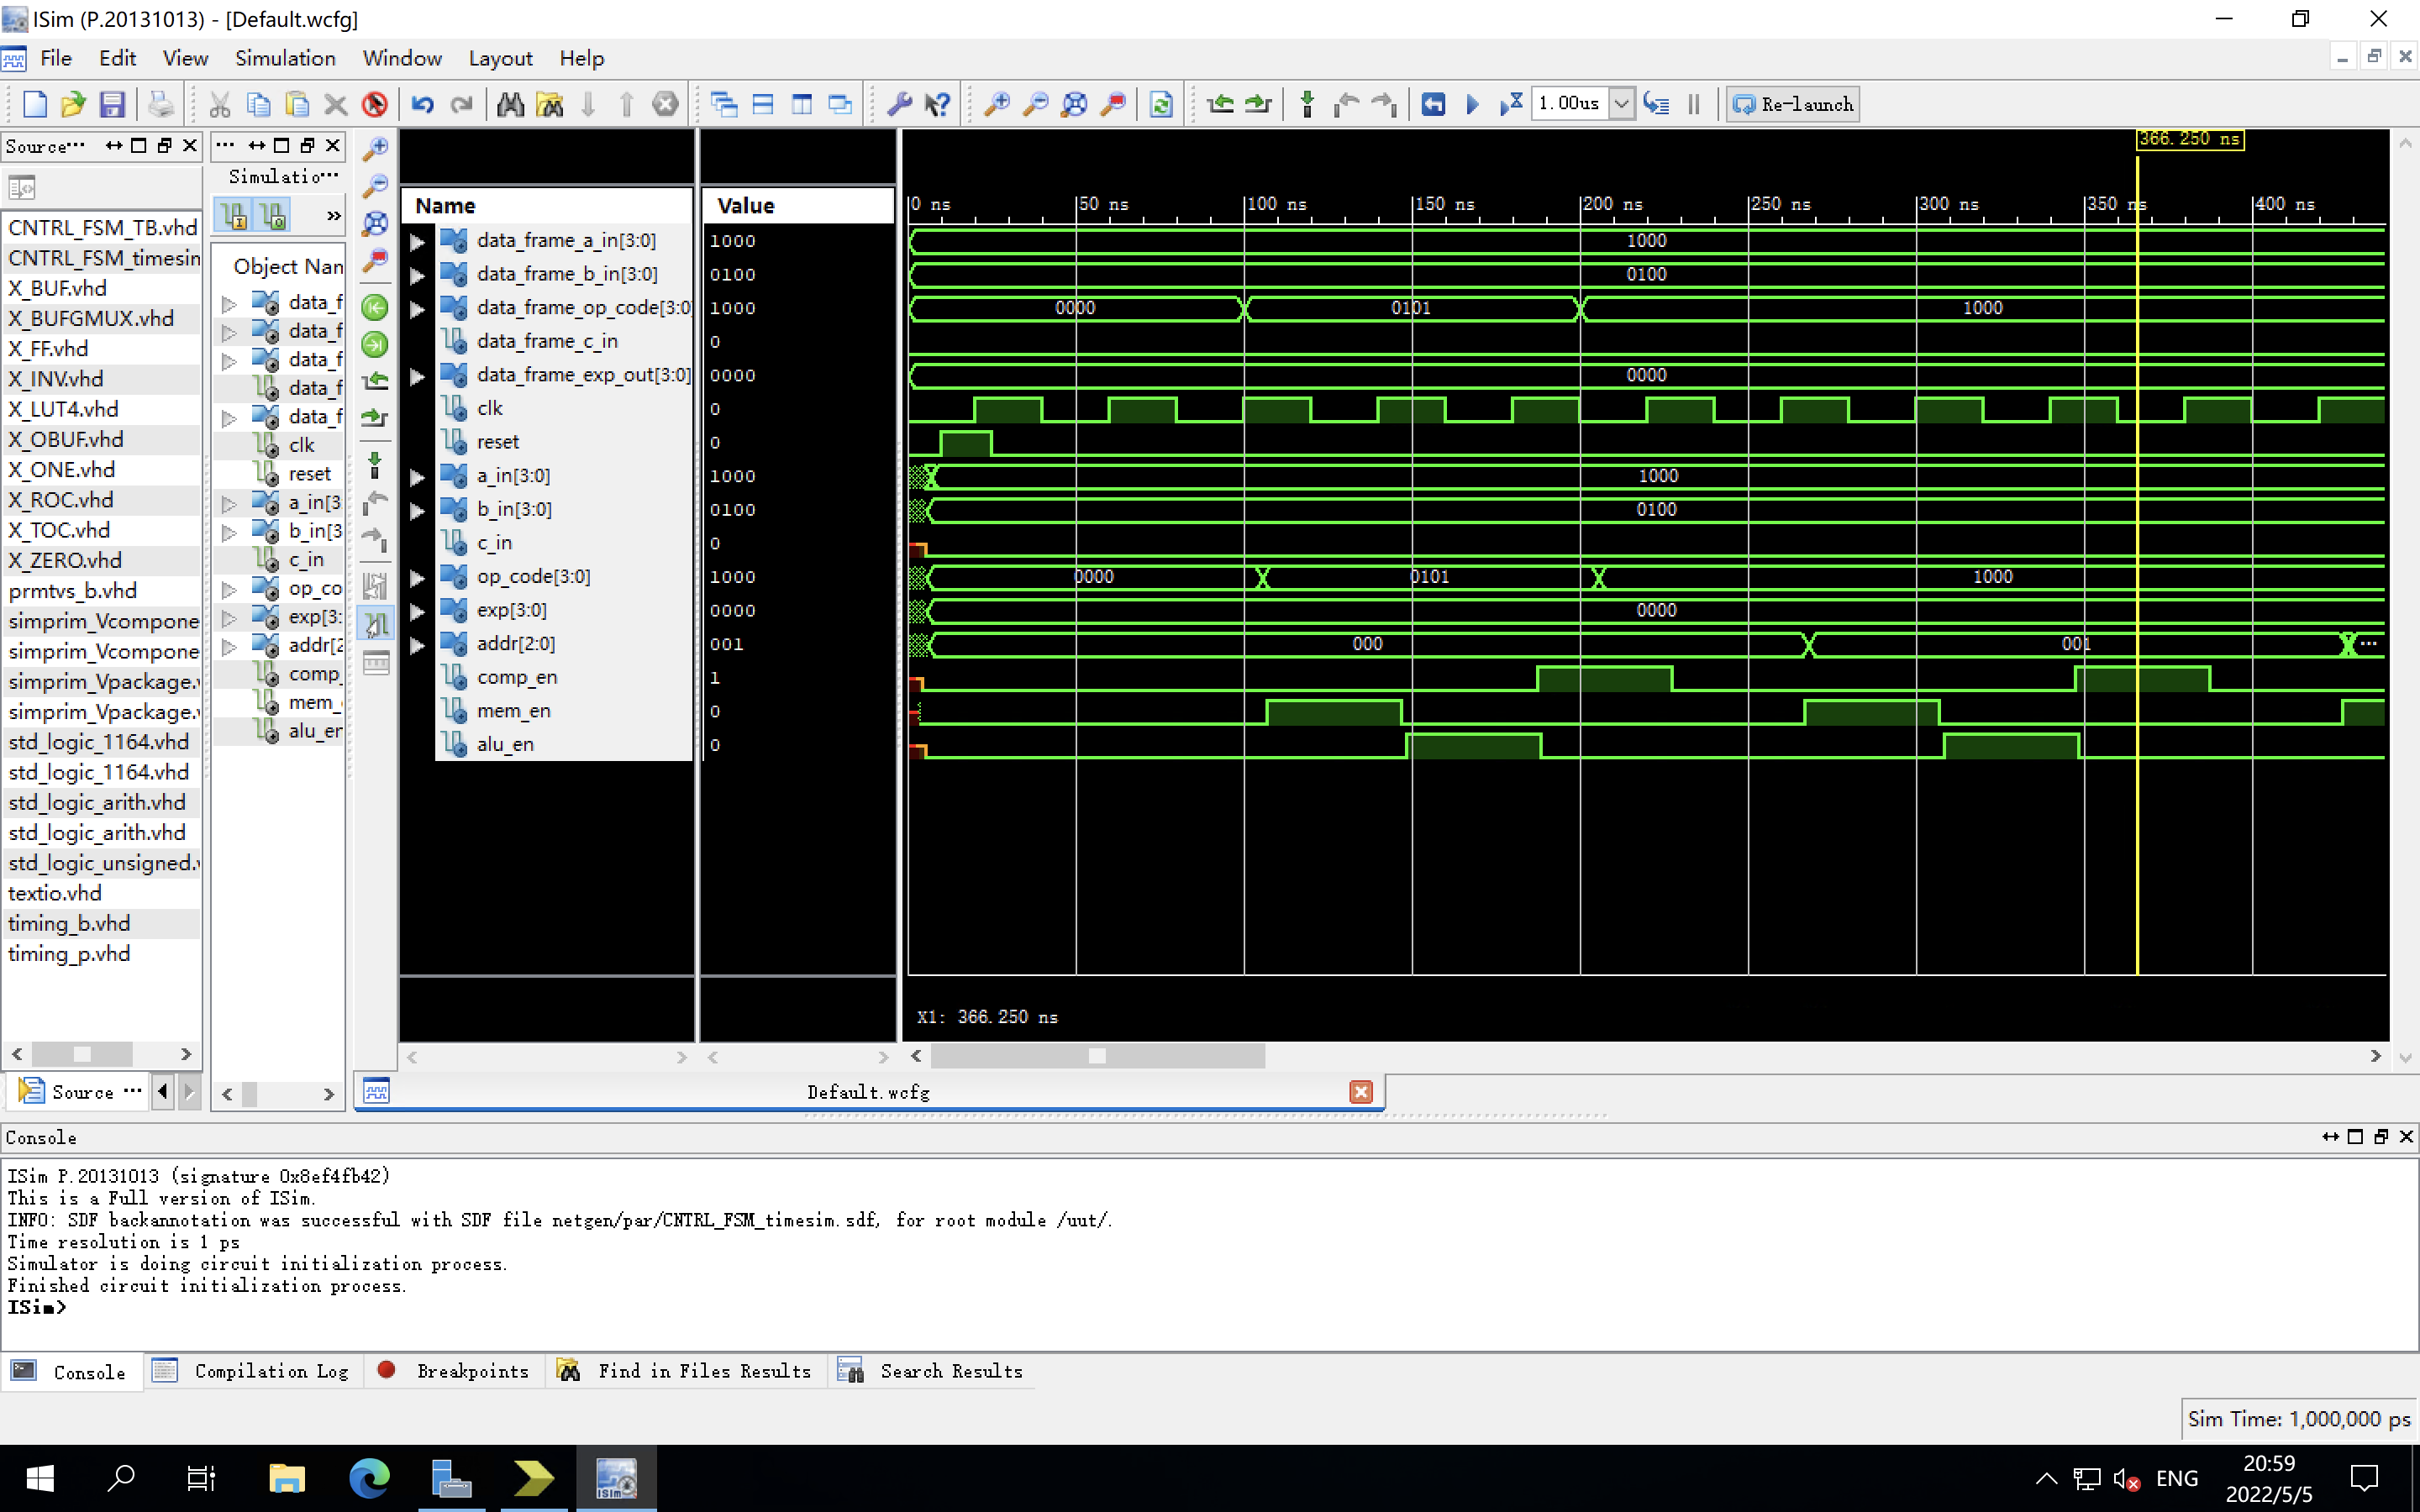 ISim (P.20131013) - [Default.wcfg]
File Edit View Simulation Window Layout Help
1.00us Re-launch
Source···
···
Simulatio···
»
CNTRL_FSM_TB.vhd
CNTRL_FSM_timesin
X_BUF.vhd
X_BUFGMUX.vhd
X_FF.vhd
X_INV.vhd
X_LUT4.vhd
X_OBUF.vhd
X_ONE.vhd
X_ROC.vhd
X_TOC.vhd
X_ZERO.vhd
prmtvs_b.vhd
simprim_Vcompone
simprim_Vcompone
simprim_Vpackage.v
simprim_Vpackage.v
std_logic_1164.vhd
std_logic_1164.vhd
std_logic_arith.vhd
std_logic_arith.vhd
std_logic_unsigned.v
textio.vhd
timing_b.vhd
timing_p.vhd
Source ···
Object Nan
data_f
data_f
data_f
data_f
data_f
clk
reset
a_in[3
b_in[3
c_in
op_co
exp[3:
addr[2
comp_
mem_
alu_en
Name Value
366.250 ns
0 ns 50 ns 100 ns 150 ns 200 ns 250 ns 300 ns 350 ns 400 ns
data_frame_a_in[3:0] 1000 1000
data_frame_b_in[3:0] 0100 0100
data_frame_op_code[3:0 1000 0000 0101 1000
data_frame_c_in 0
data_frame_exp_out[3:0] 0000 0000
clk 0
reset 0
a_in[3:0] 1000 1000
b_in[3:0] 0100 0100
c_in 0
op_code[3:0] 1000 0000 0101 1000
exp[3:0] 0000 0000
addr[2:0] 001 000 001 ···
comp_en 1
mem_en 0
alu_en 0
X1: 366.250 ns
Default.wcfg
Console
ISim P.20131013 (signature 0x8ef4fb42)
This is a Full version of ISim.
INFO: SDF backannotation was successful with SDF file netgen/par/CNTRL_FSM_timesim.sdf, for root module /uut/.
Time resolution is 1 ps
Simulator is doing circuit initialization process.
Finished circuit initialization process.
ISim>
Console Compilation Log Breakpoints Find in Files Results Search Results
Sim Time: 1,000,000 ps
ISim
ENG
20:59
2022/5/5